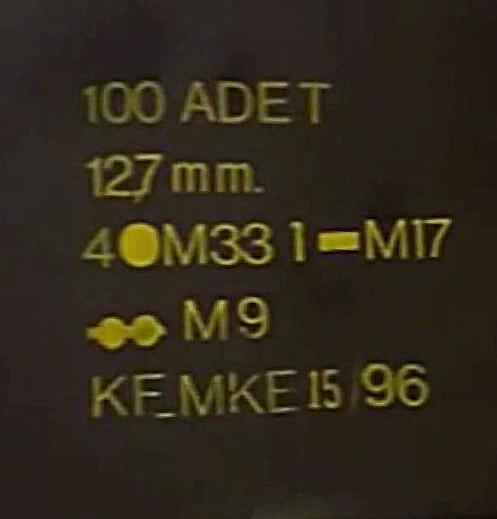 100 ADET
12,7 mm.
4 M33 1 M17
M9
KF_MKE 15/96